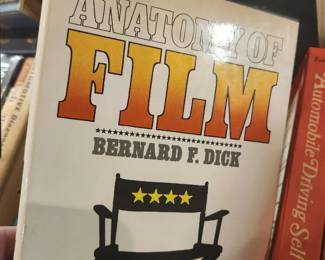 ANATOMY OF
FILM
BERNARD F. DICK
Automobile Driving Self